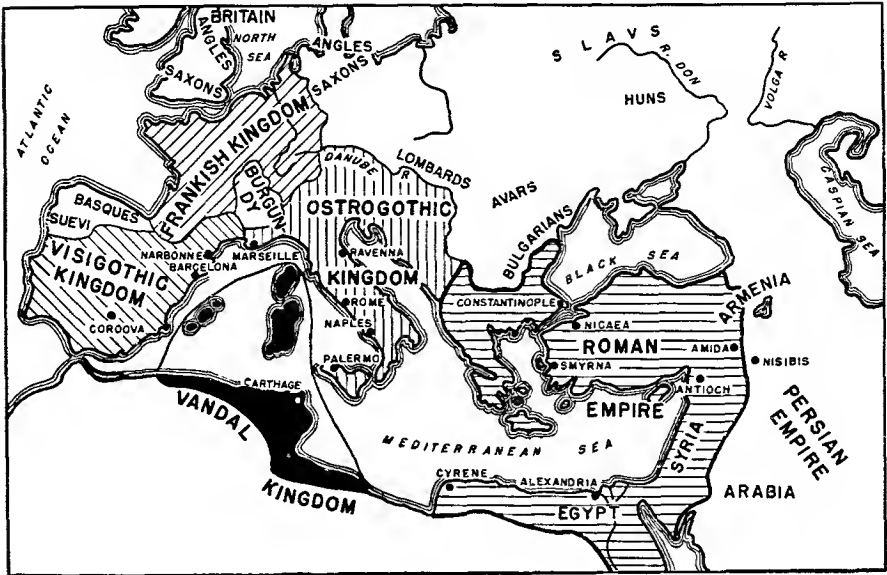 BRITAIN
ANGLES
NORTH
SEA
SAXONS
ANGLES
SAXONS
SLAVS
R. DON
VOLGA R
HUNS
ATLANTIC
OCEAN
FRANKISH KINGDOM
DANUBE
R
LOMBARDS
CASPIAN SEA
BASQUES
SUEVI
BURGUN
DY
AVARS
OSTROGOTHIC
KINGDOM
BULGARIANS
VISIGOTHIC
KINGDOM
NARBONNE
BARCELONA
MARSEILLE
RAVENNA
BLACK SEA
CORDOVA
ROME
NAPLES
PALERMO
CONSTANTINOPLE
NICAEA
ARMENIA
ROMAN
EMPIRE
AMIDA
NISIBIS
SMYRNA
ANTIOCH
CARTHAGE
VANDAL
KINGDOM
MEDITERRANEAN SEA
SYRIA
PERSIAN
EMPIRE
CYRENE
ALEXANDRIA
EGYPT
ARABIA